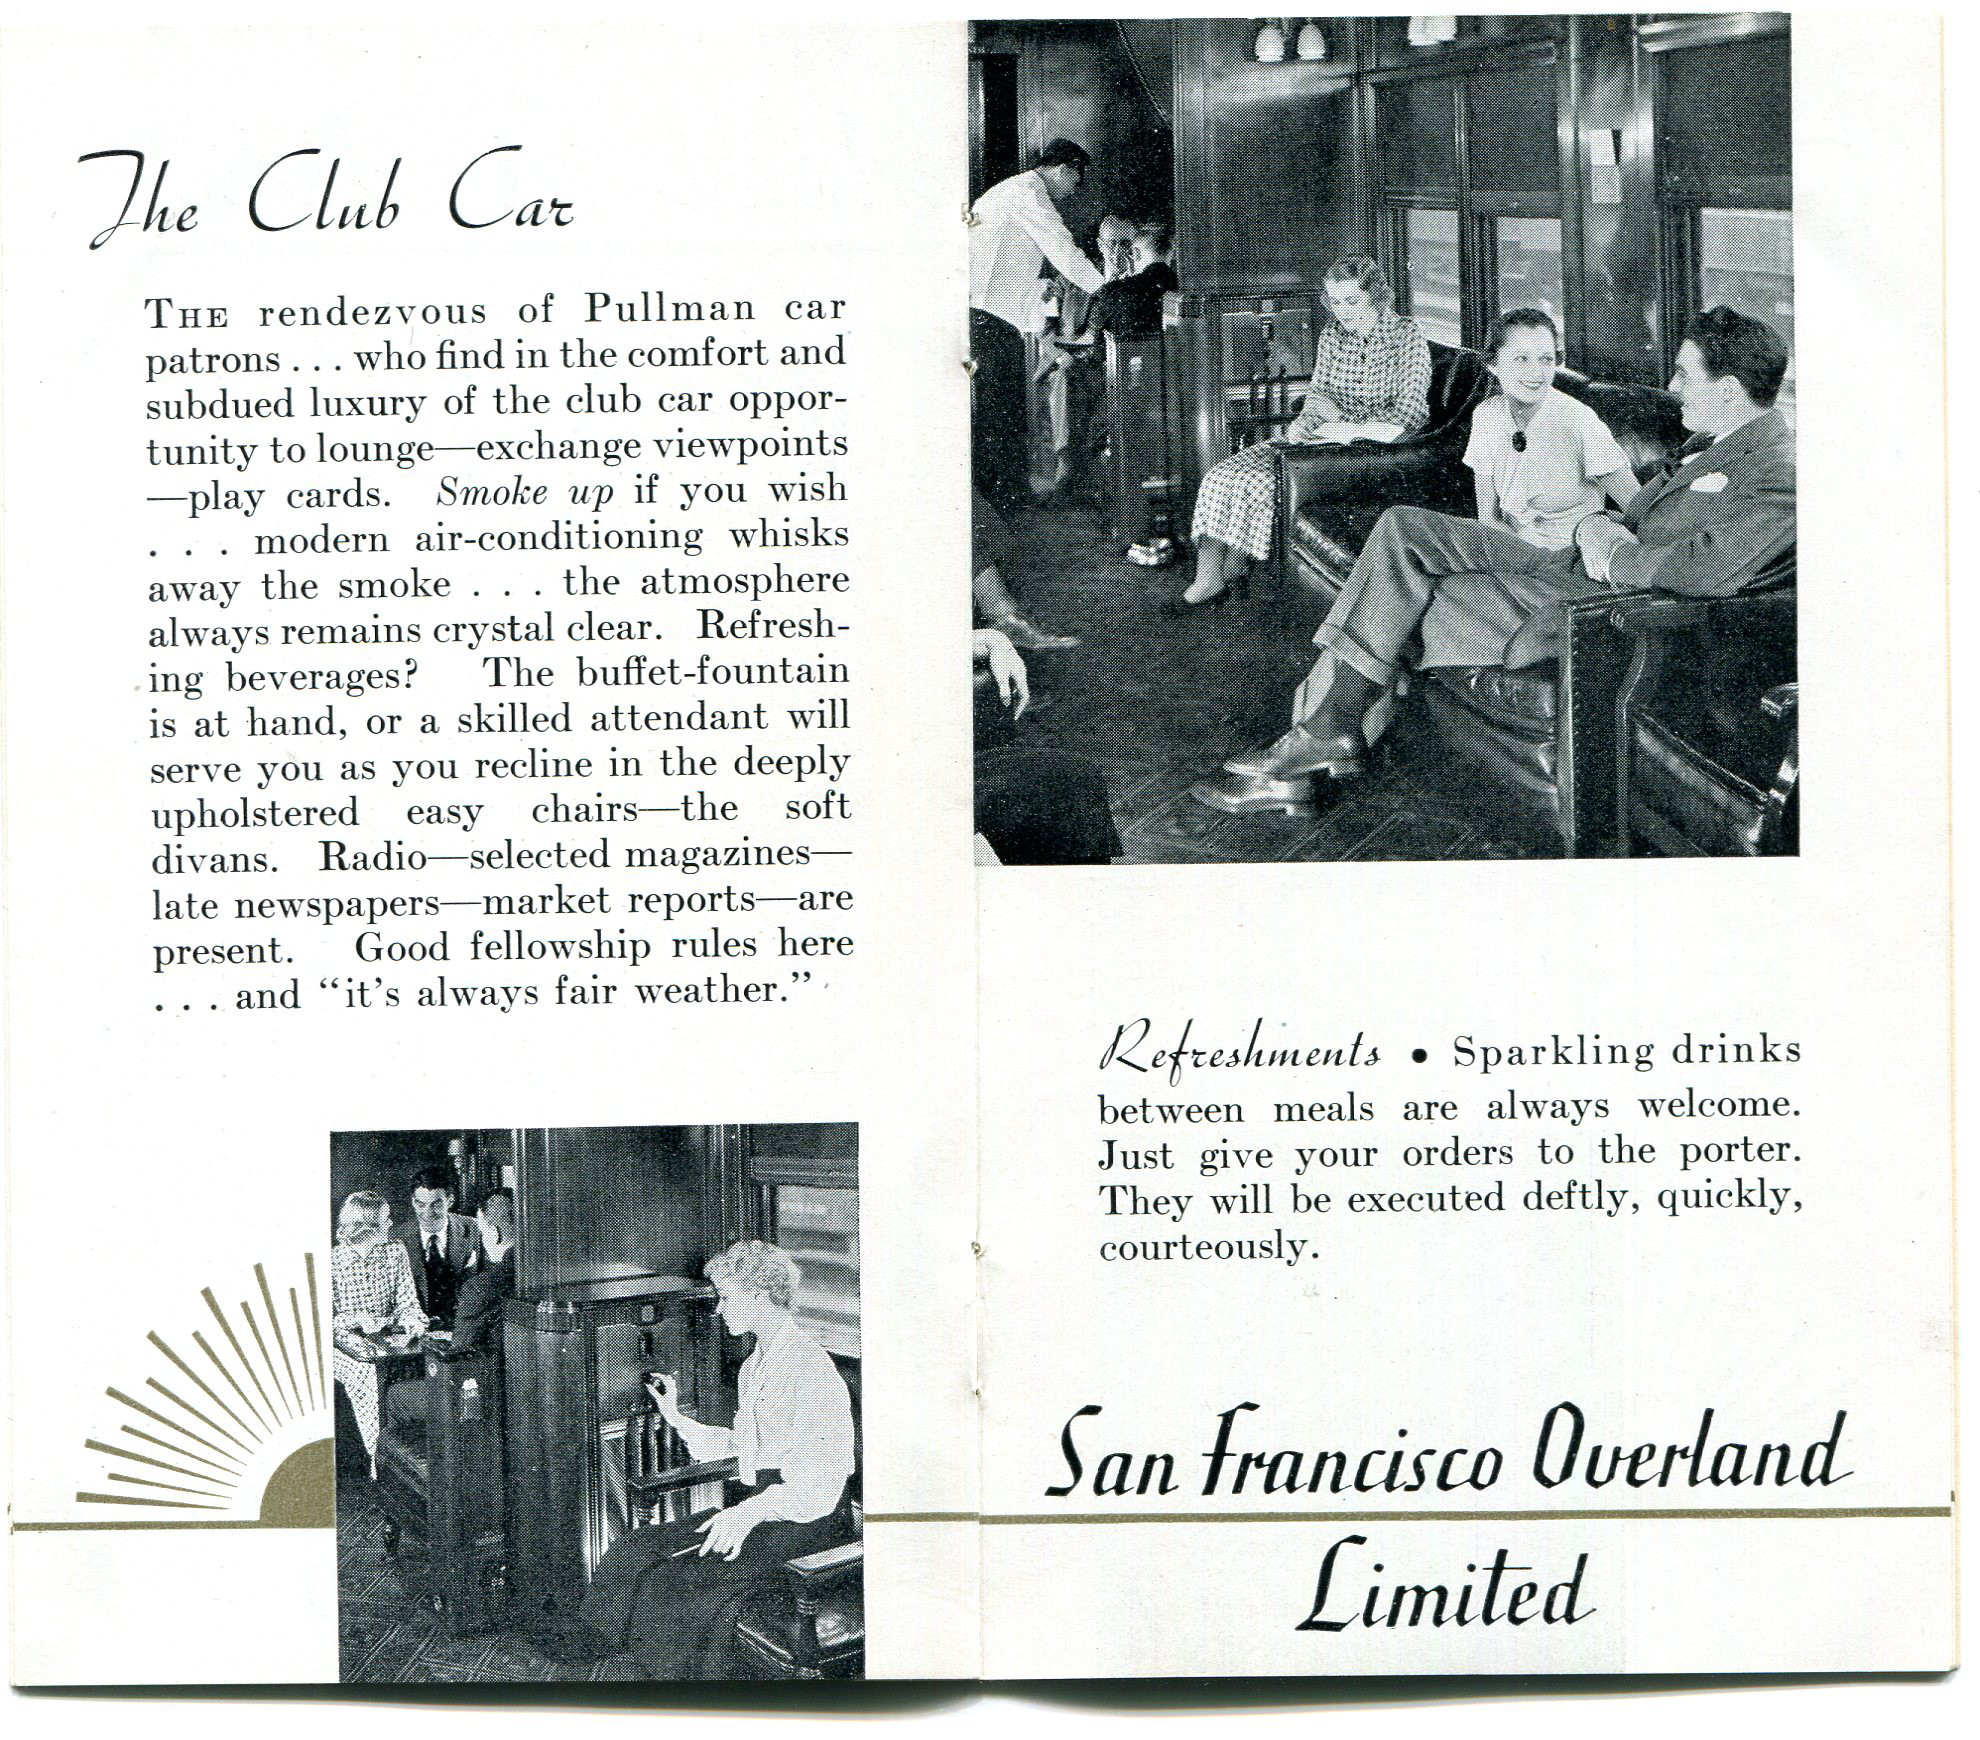 The Club Car
THE rendezvous of Pullman car
patrons . . . who find in the comfort and
subdued luxury of the club car oppor-
tunity to lounge—exchange viewpoints
—play cards. Smoke up if you wish
. . . modern air-conditioning whisks
away the smoke . . . the atmosphere
always remains crystal clear. Refresh-
ing beverages? The buffet-fountain
is at hand, or a skilled attendant will
serve you as you recline in the deeply
upholstered easy chairs—the soft
divans. Radio—selected magazines—
late newspapers—market reports—are
present. Good fellowship rules here
. . . and “it’s always fair weather.”
Refreshments • Sparkling drinks
between meals are always welcome.
Just give your orders to the porter.
They will be executed deftly, quickly,
courteously.
San Francisco Overland
Limited